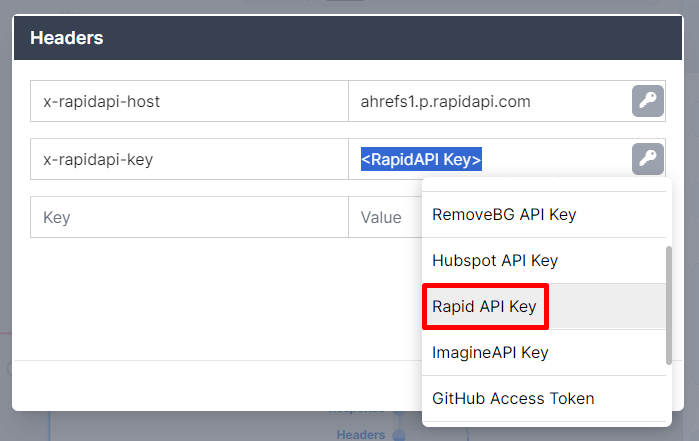 Headers
x-rapidapi-host
ahrefs1.p.rapidapi.com
x-rapidapi-key
<RapidAPI Key>
Key
Value
RemoveBG API Key
Hubspot API Key
Rapid API Key
ImagineAPI Key
GitHub Access Token
Headers